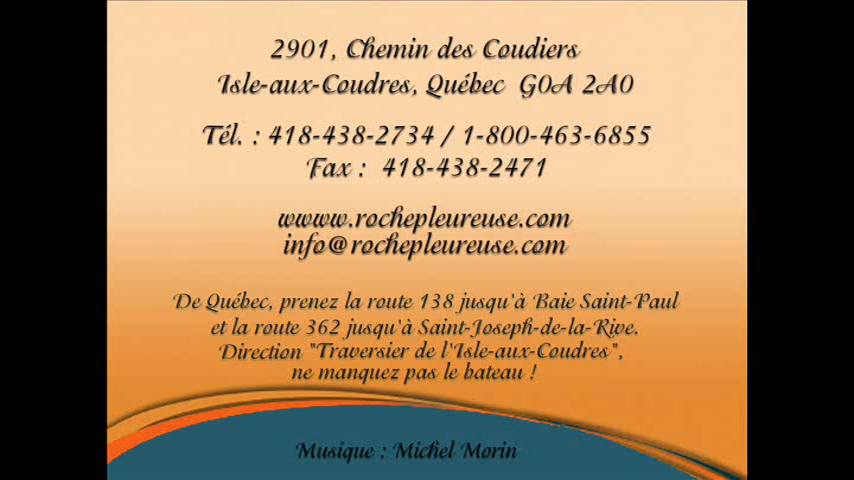 2901, Chemin des Coudiers
Isle-aux-Coudres, Québec G0A 2A0
Tél. : 418-438-2734 / 1-800-463-6855
Fax : 418-438-2471
www.rochepleureuse.com
info@rochepleureuse.com
De Québec, prenez la route 138 jusqu'à Baie Saint-Paul
et la route 362 jusqu'à Saint-Joseph-de-la-Rive.
Direction "Traversier de l'Isle-aux-Coudres",
ne manquez pas le bateau !
Musique : Michel Morin